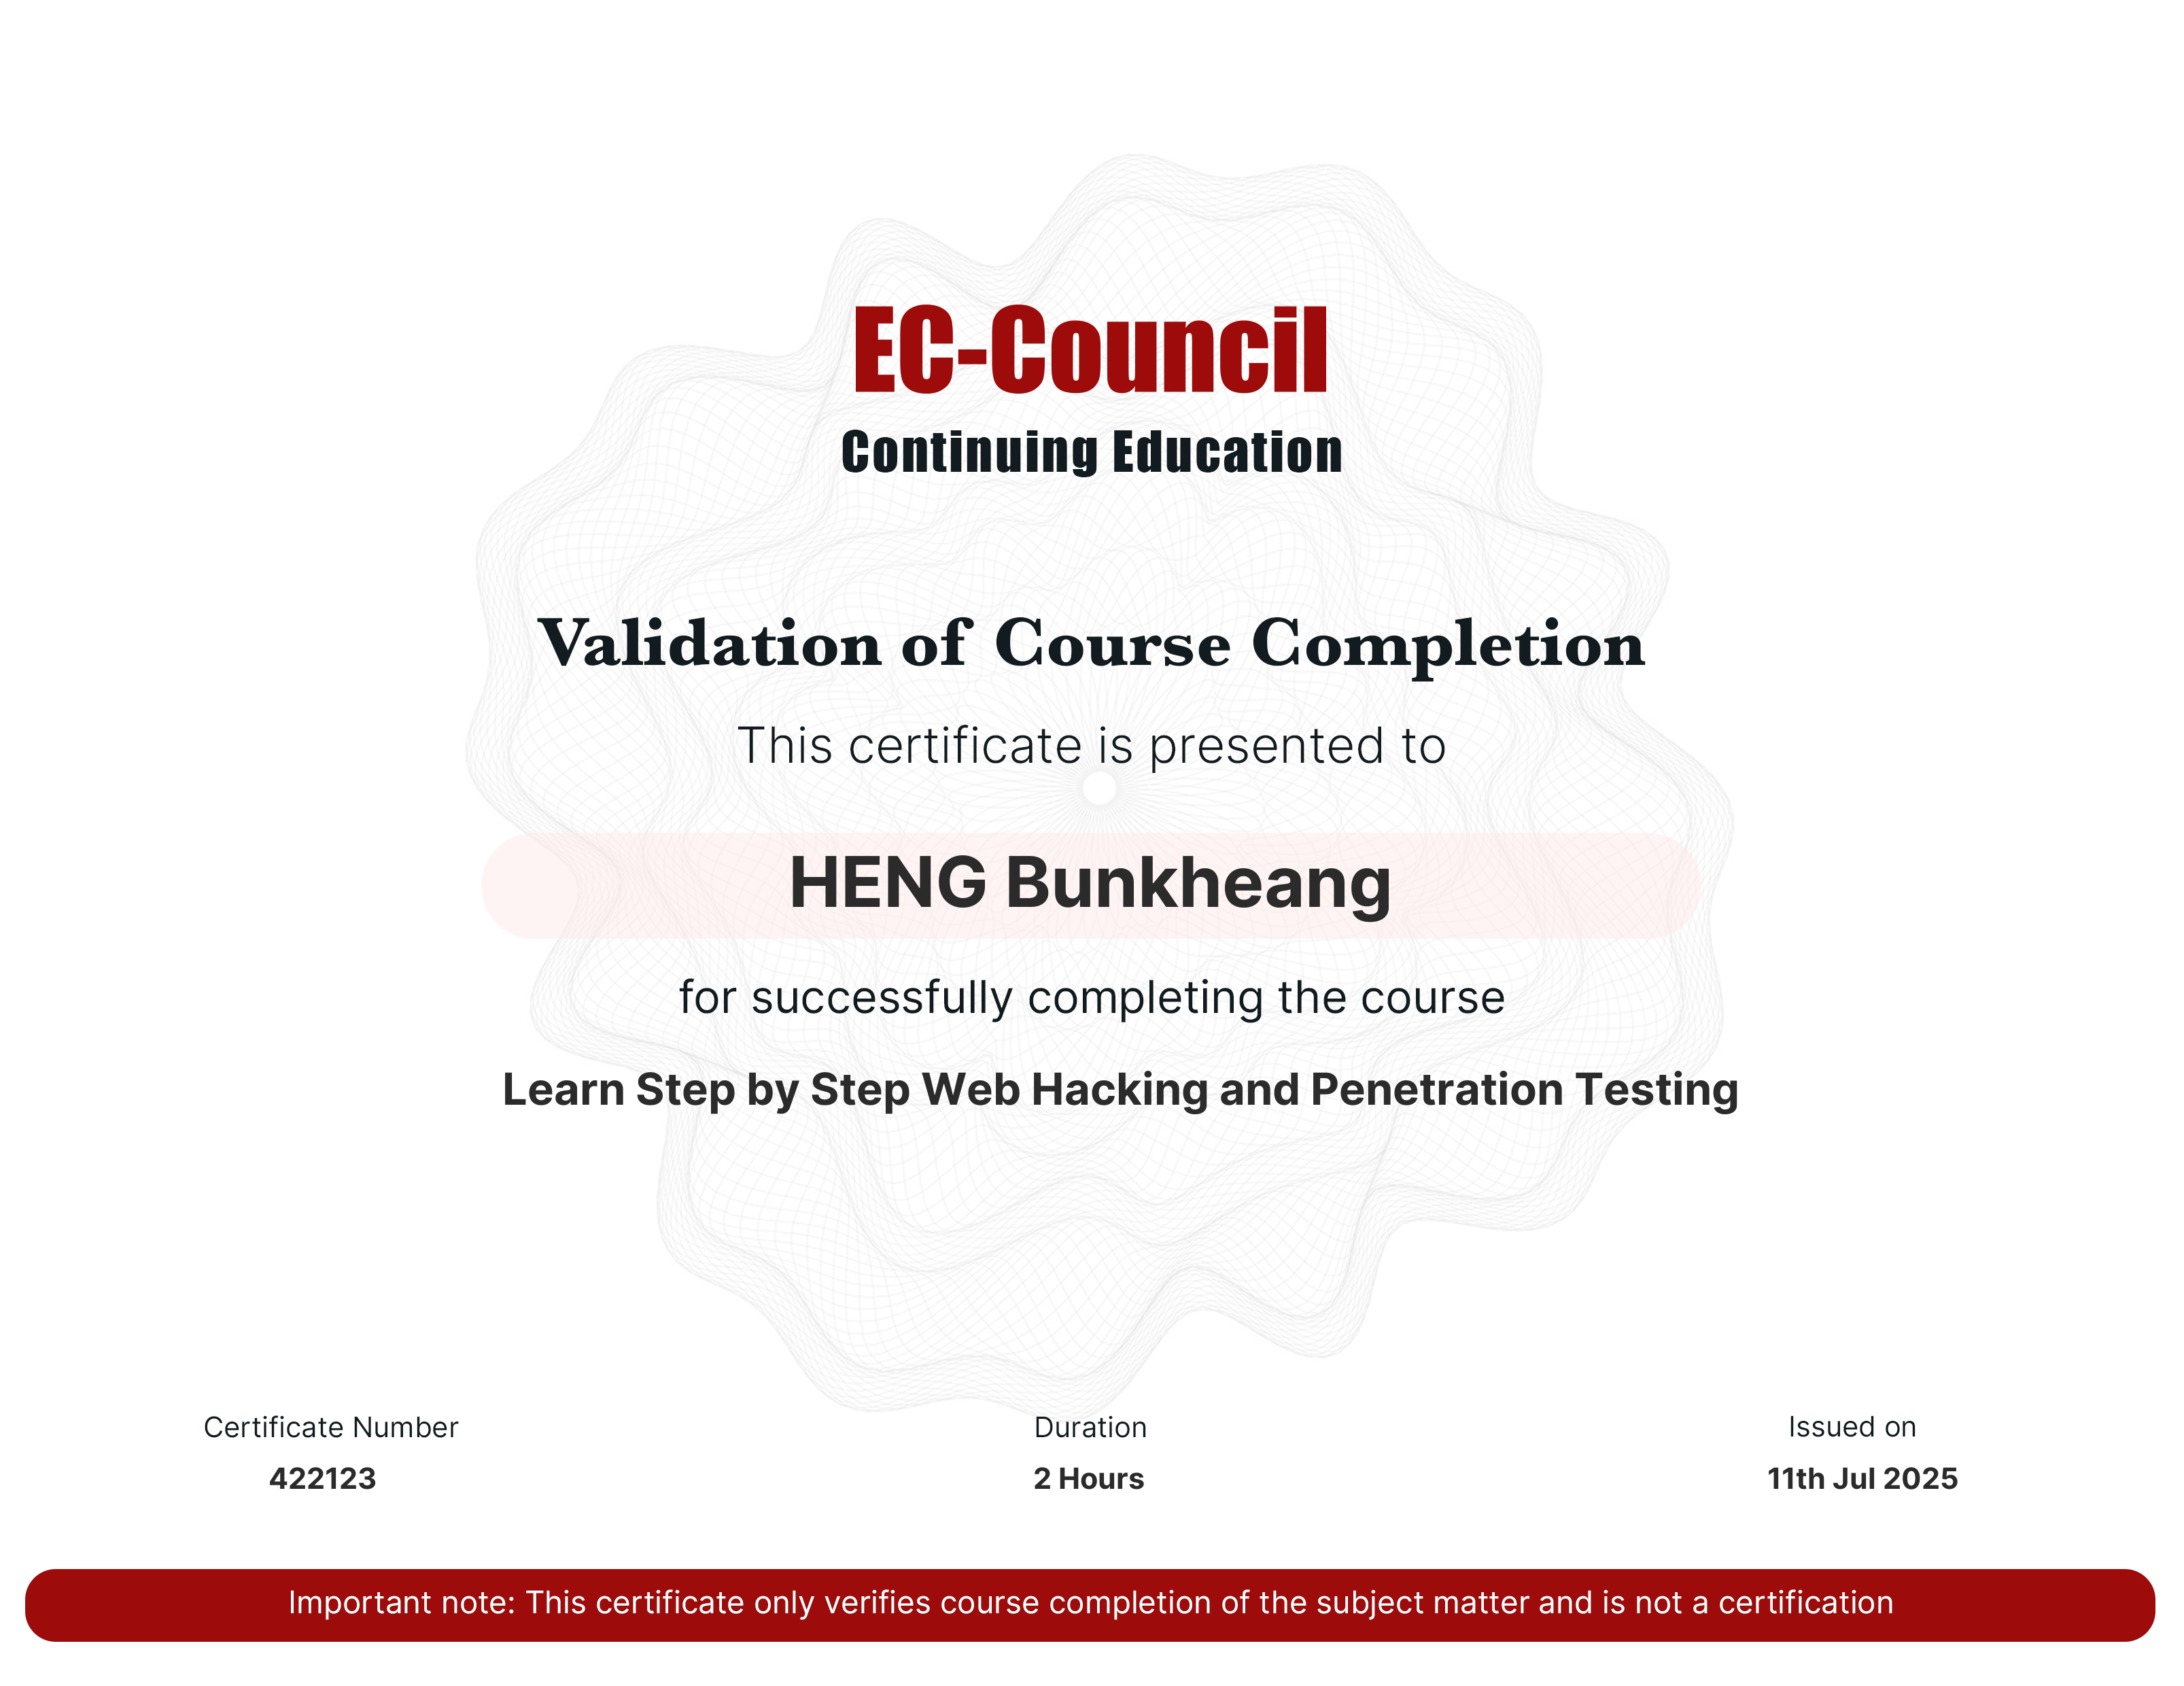 EC-Council
Continuing Education
Validation of Course Completion
This certificate is presented to
HENG Bunkheang
for successfully completing the course
Learn Step by Step Web Hacking and Penetration Testing
Certificate Number
422123
Duration
2 Hours
Issued on
11th Jul 2025
Important note: This certificate only verifies course completion of the subject matter and is not a certification